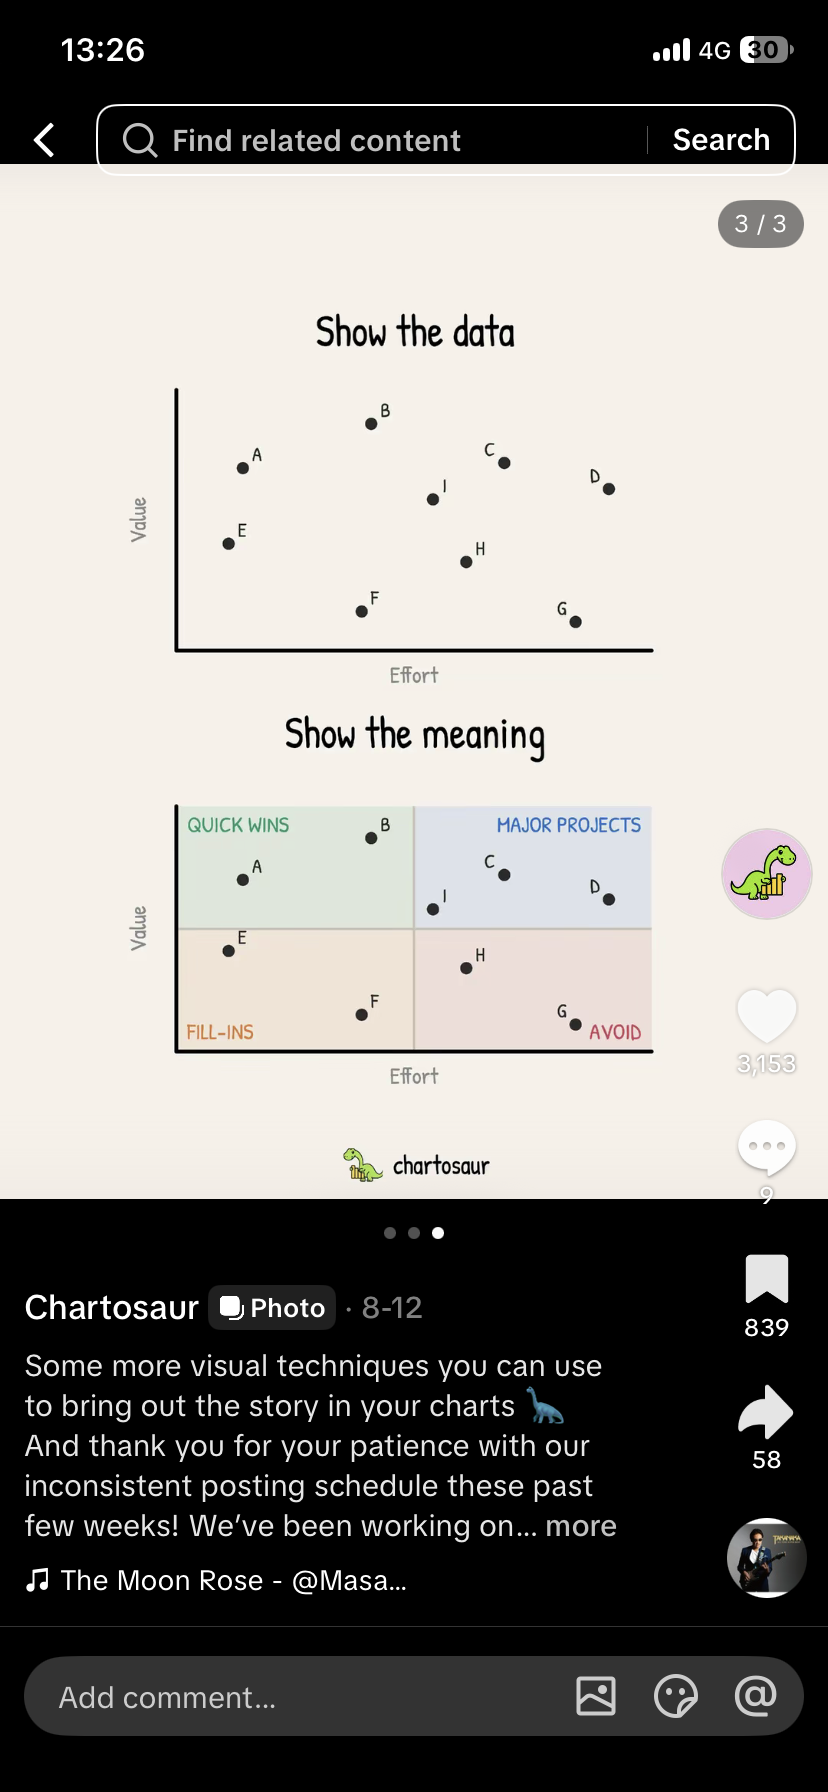 13:26
4G 30
Find related content Search
3 / 3
Show the data
B
A
C
I
D
E
H
F
G
Value
Effort
Show the meaning
QUICK WINS
B
MAJOR PROJECTS
A
C
D
I
E
H
F
G
FILL-INS
AVOID
Value
Effort
chartosaur
3,153
9
839
58
Chartosaur Photo · 8-12
Some more visual techniques you can use
to bring out the story in your charts 🦕
And thank you for your patience with our
inconsistent posting schedule these past
few weeks! We’ve been working on... more
The Moon Rose - @Masa...
Add comment...